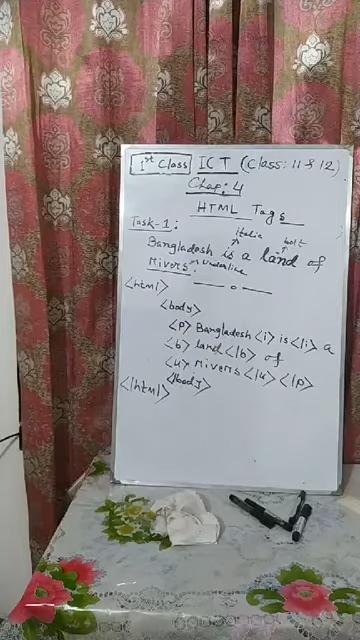 1st Class ICT (Class: 11 & 12)
Chap: 4
HTML Tags
Task-1: italic bolt
Bangladesh is a land of
Rivers. → underline
<html>
<body>
<p> Bangladesh <i> is </i> a
<b> land </b> of
<u> Rivers </u> </p>
</body>
</html>